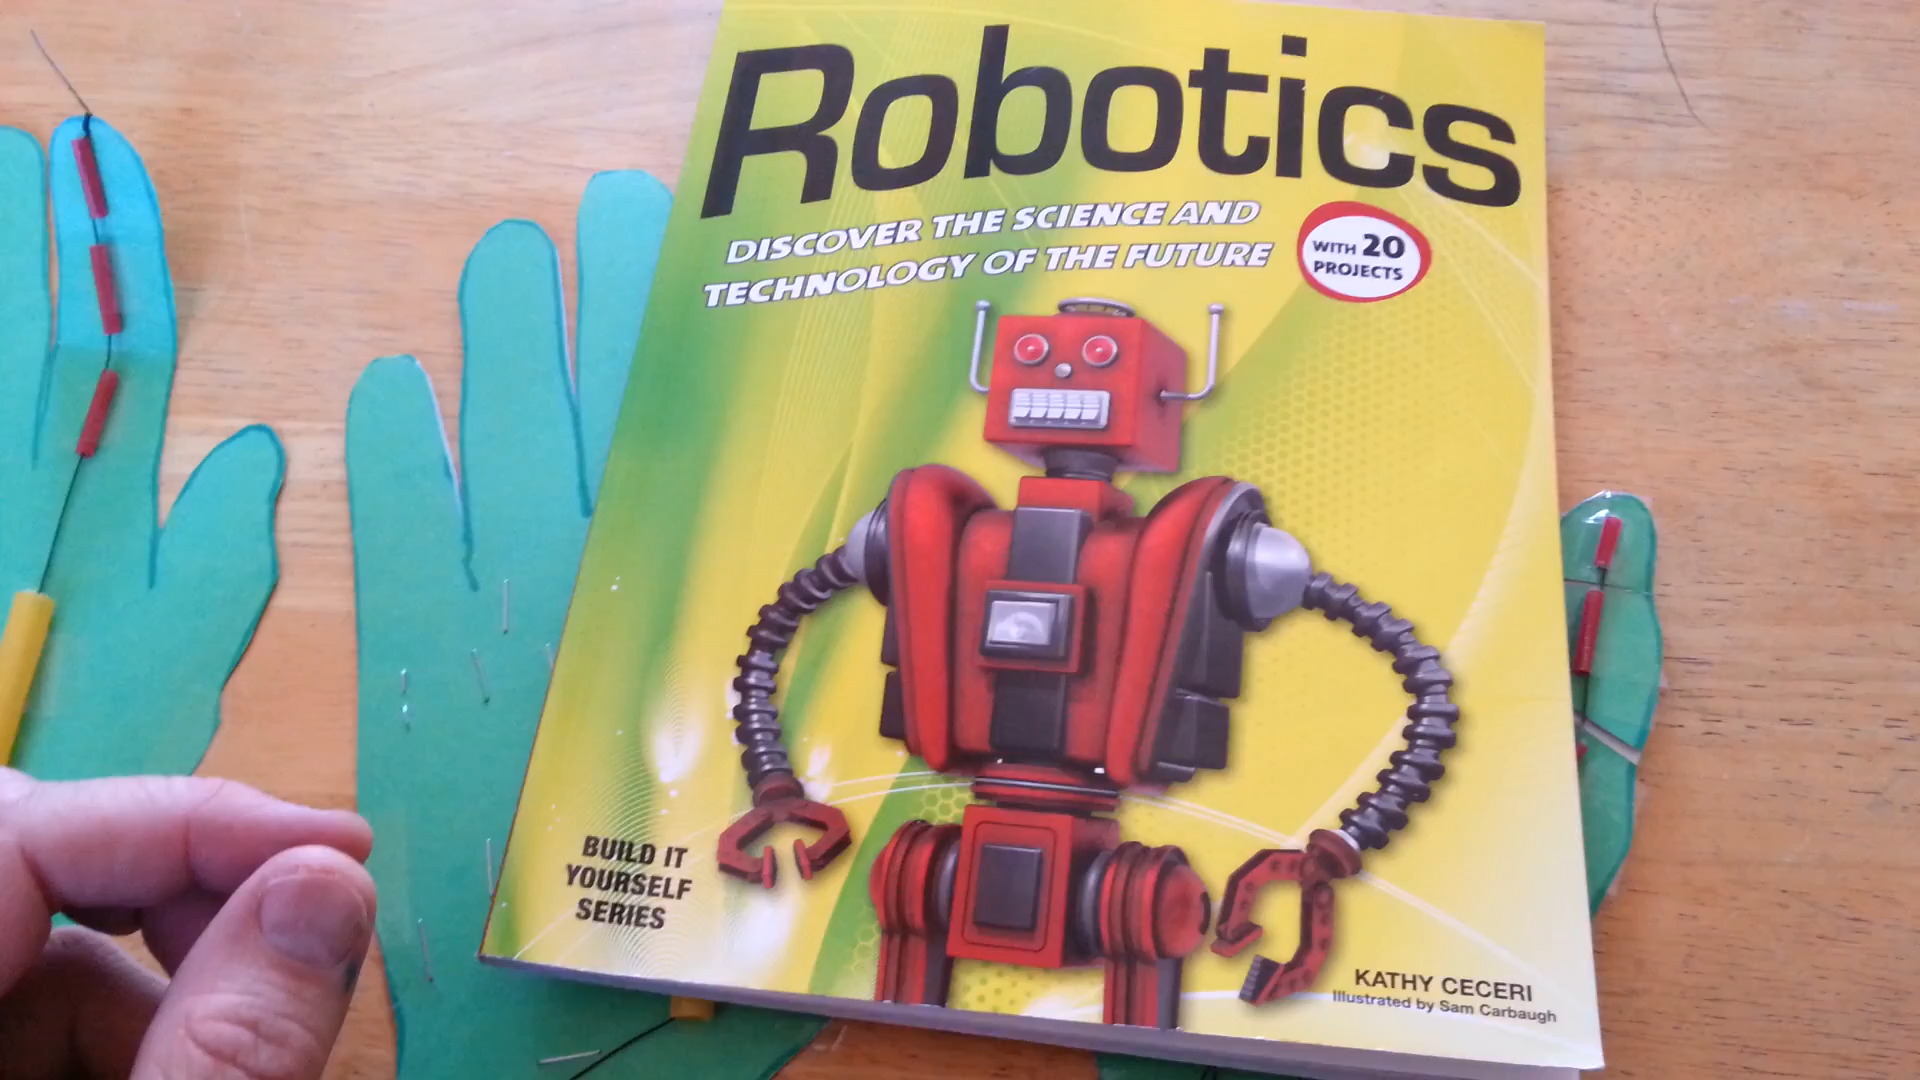 Robotics
DISCOVER THE SCIENCE AND
TECHNOLOGY OF THE FUTURE
WITH 20
PROJECTS
BUILD IT
YOURSELF
SERIES
KATHY CECERI
Illustrated by Sam Carbaugh